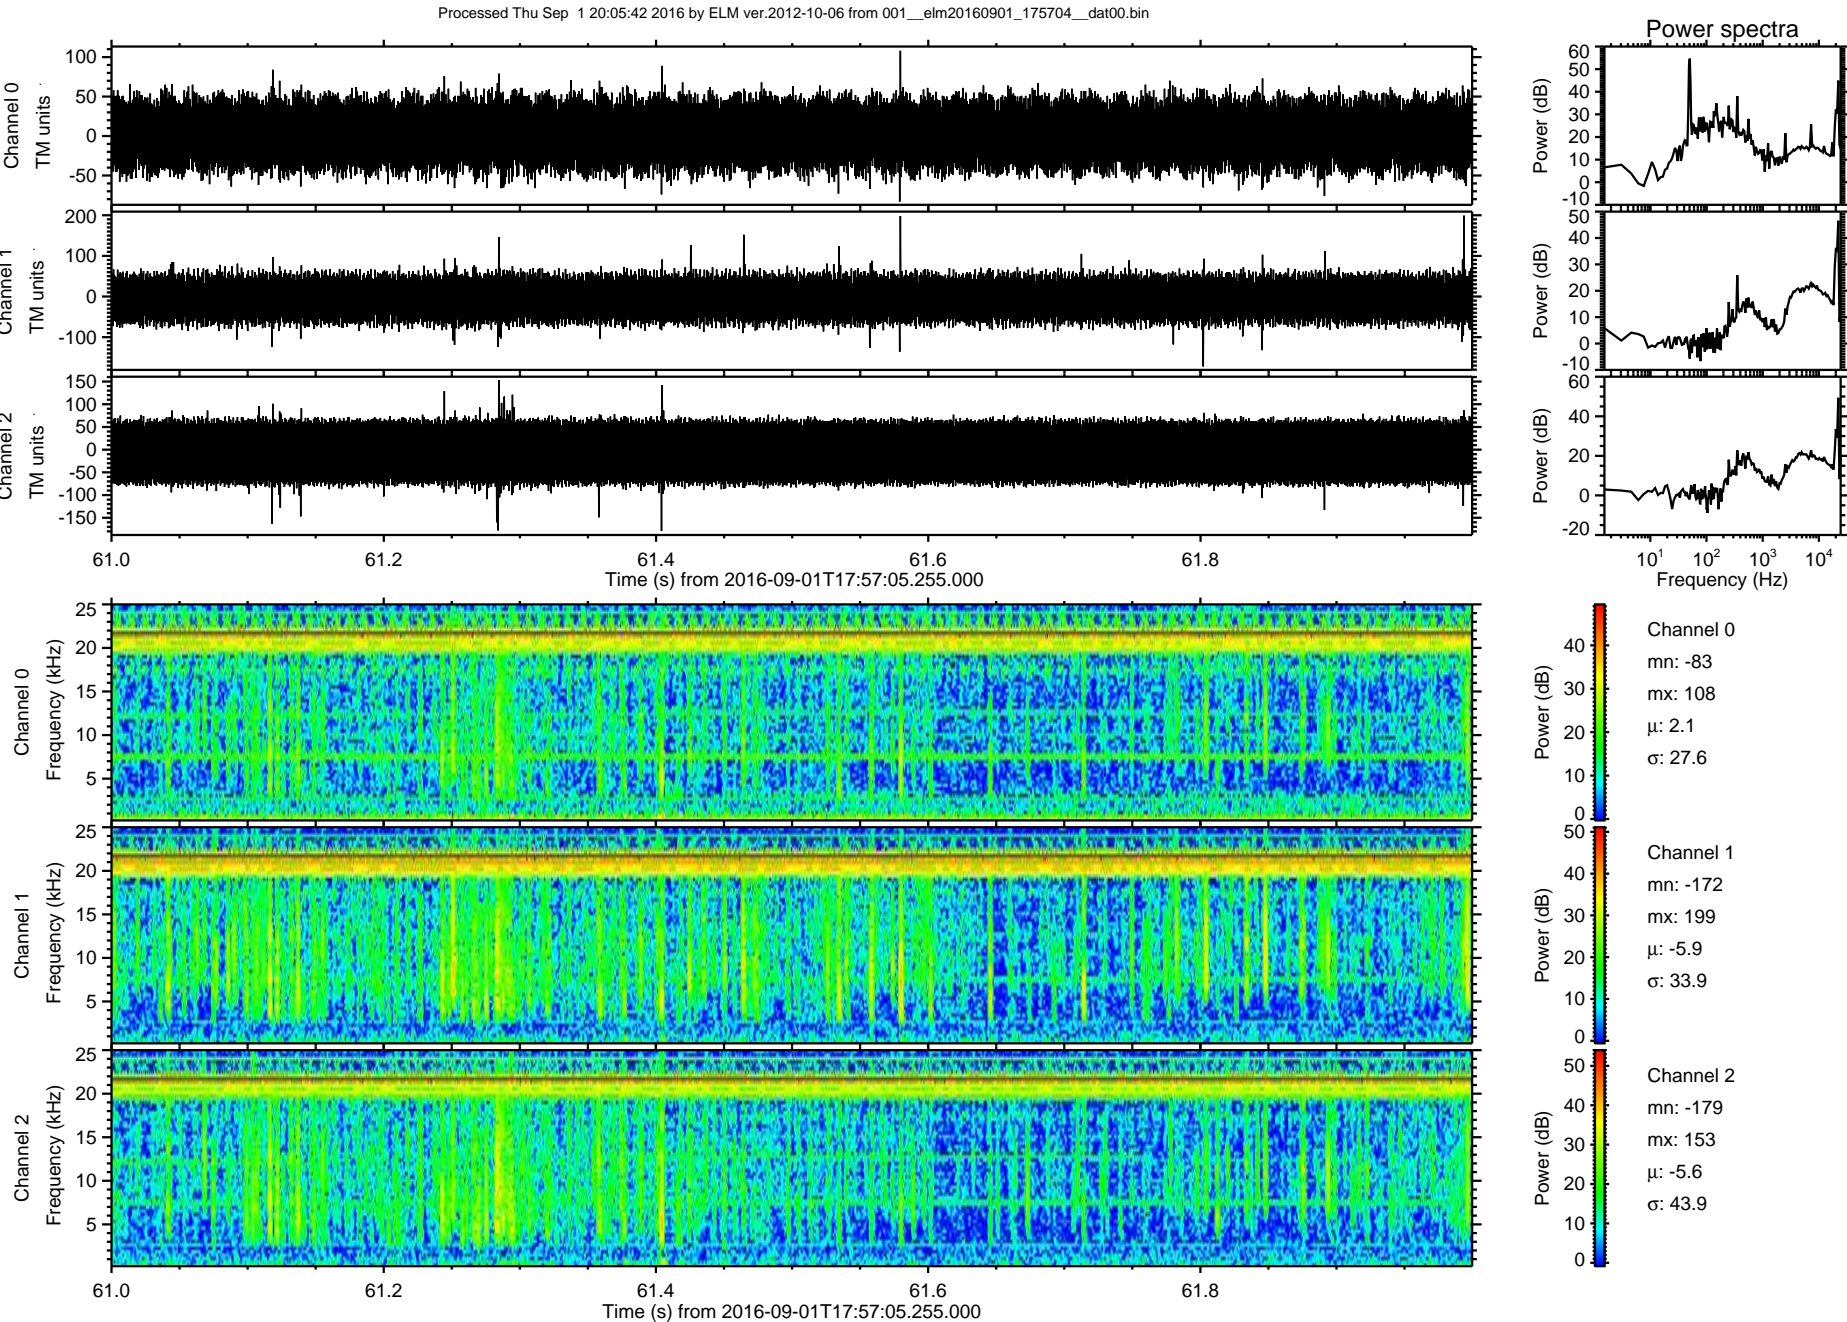 Processed Thu Sep 1 20:05:42 2016 by ELM ver.2012-10-06 from 001__elm20160901_175704__dat00.bin
Power spectra
Channel 0
TM units
100
50
0
-50
Power (dB)
60
50
40
30
20
10
0
-10
Channel 1
TM units
200
100
0
-100
Power (dB)
50
40
30
20
10
0
-10
Channel 2
TM units
150
100
50
0
-50
-100
-150
Power (dB)
60
40
20
0
-20
61.0 61.2 61.4 61.6 61.8
Time (s) from 2016-09-01T17:57:05.255.000
10^1 10^2 10^3 10^4
Frequency (Hz)
Channel 0
Frequency (kHz)
25
20
15
10
5
Power (dB)
40
30
20
10
0
Channel 0
mn: -83
mx: 108
μ: 2.1
σ: 27.6
Channel 1
Frequency (kHz)
25
20
15
10
5
Power (dB)
50
40
30
20
10
0
Channel 1
mn: -172
mx: 199
μ: -5.9
σ: 33.9
Channel 2
Frequency (kHz)
25
20
15
10
5
Power (dB)
50
40
30
20
10
0
Channel 2
mn: -179
mx: 153
μ: -5.6
σ: 43.9
61.0 61.2 61.4 61.6 61.8
Time (s) from 2016-09-01T17:57:05.255.000